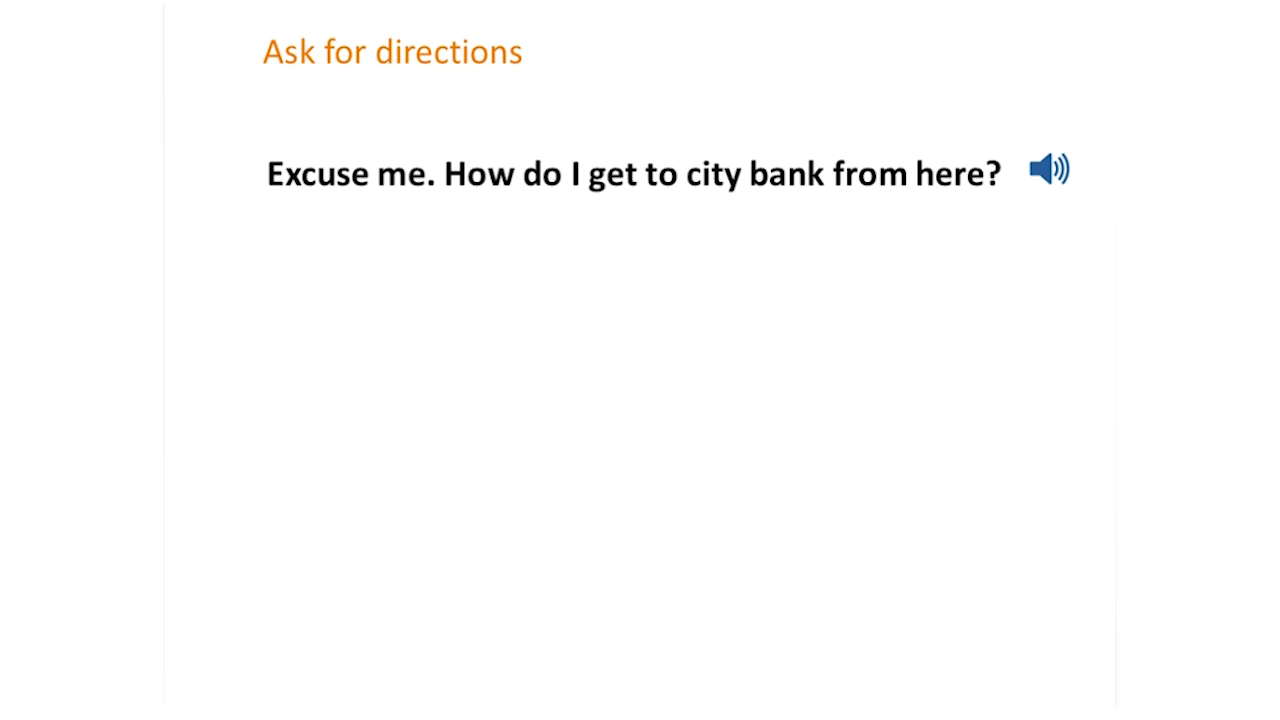 Ask for directions
Excuse me. How do I get to city bank from here?